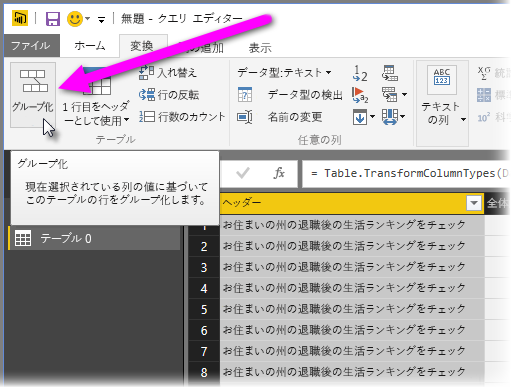 無題 - クエリ エディター
ファイル ホーム 変換 の追加 表示
グループ化
1 行目をヘッダーとして使用
入れ替え
行の反転
行数のカウント
テーブル
データ型:テキスト
データ型の検出
名前の変更
任意の列
ABC
123
テキストの列
統計
標準
指数
グループ化
現在選択されている列の値に基づいて
このテーブルの行をグループ化します。
fx
= Table.TransformColumnTypes(D
テーブル 0
ヘッダー 全体
1 お住まいの州の退職後の生活ランキングをチェック
2 お住まいの州の退職後の生活ランキングをチェック
3 お住まいの州の退職後の生活ランキングをチェック
4 お住まいの州の退職後の生活ランキングをチェック
5 お住まいの州の退職後の生活ランキングをチェック
6 お住まいの州の退職後の生活ランキングをチェック
7 お住まいの州の退職後の生活ランキングをチェック
8 お住まいの州の退職後の生活ランキングをチェック